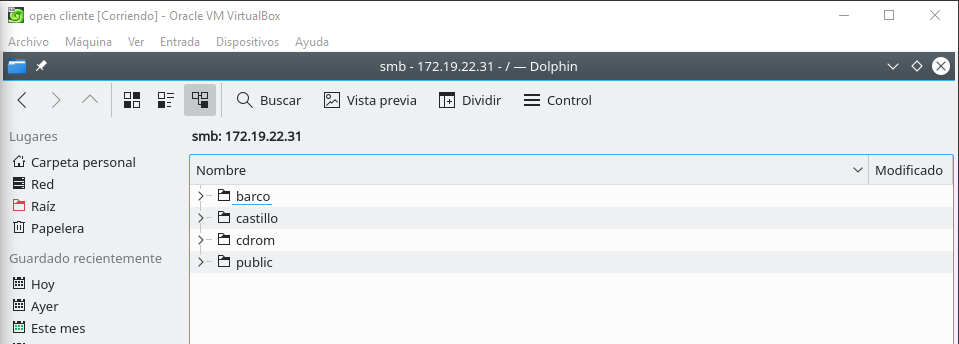 open cliente [Corriendo] - Oracle VM VirtualBox
Archivo Máquina Ver Entrada Dispositivos Ayuda
smb - 172.19.22.31 - / — Dolphin
Buscar Vista previa Dividir Control
Lugares
smb: 172.19.22.31
Carpeta personal
Red
Raíz
Papelera
Guardado recientemente
Hoy
Ayer
Este mes
Nombre Modificado
barco
castillo
cdrom
public